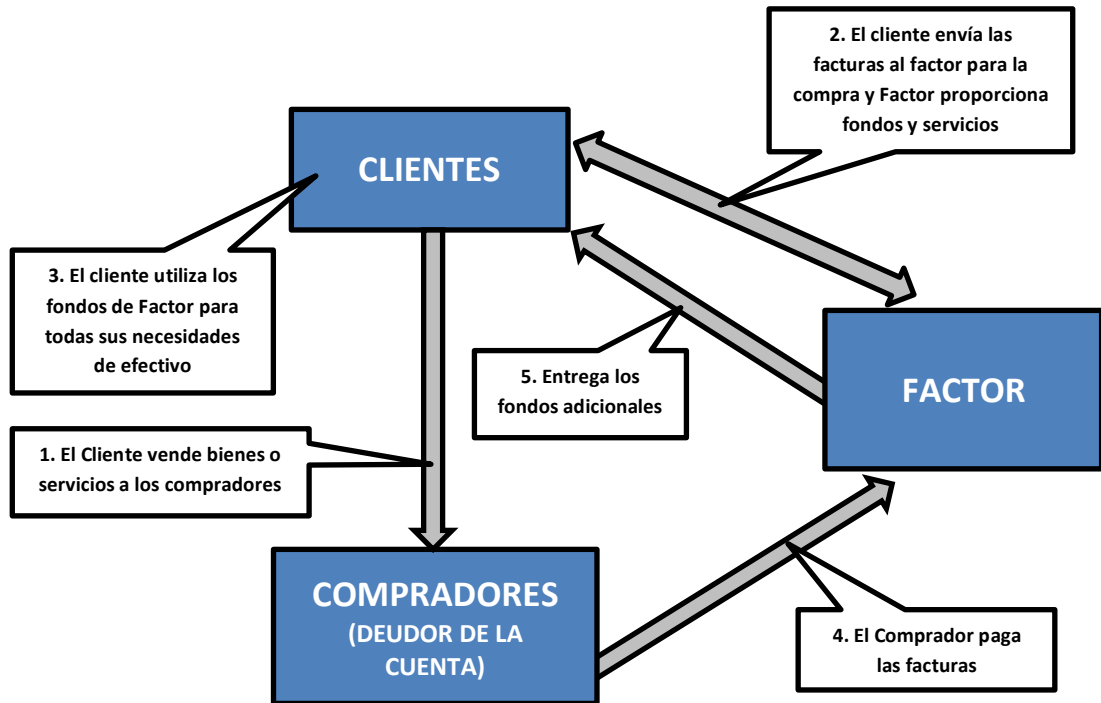 2. El cliente envía las
facturas al factor para la
compra y Factor proporciona
fondos y servicios
CLIENTES
3. El cliente utiliza los
fondos de Factor para
todas sus necesidades
de efectivo
5. Entrega los
fondos adicionales
FACTOR
1. El Cliente vende bienes o
servicios a los compradores
COMPRADORES
(DEUDOR DE LA
CUENTA)
4. El Comprador paga
las facturas